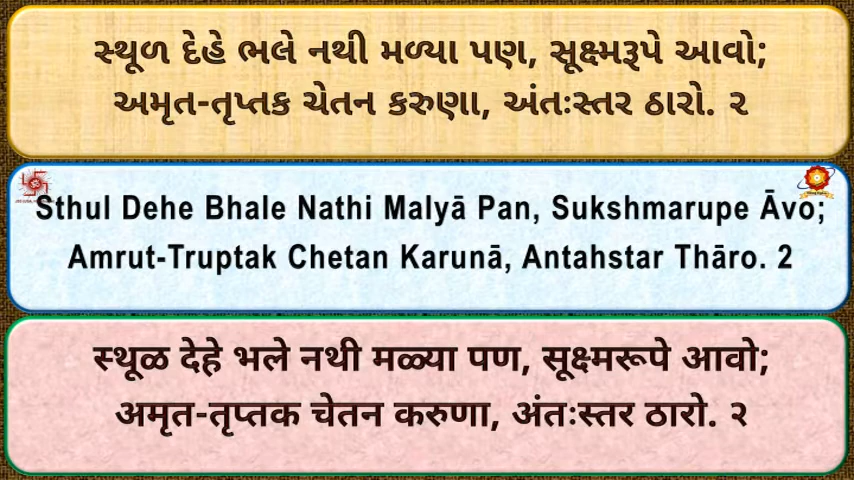 સ્થૂળ દેહે ભલે નથી મળ્યા પણ, સૂક્ષ્મરૂપે આવો;
અમૃત-તૃપ્તક ચેતન કરુણા, અંતઃસ્તર ઠારો. ૨
Sthul Dehe Bhale Nathi Malyā Pan, Sukshmarupe Āvo;
Amrut-Truptak Chetan Karunā, Antahstar Thāro. 2
स्थूळ देहे भले नथी मळ्या पण, सूक्ष्मरूपे आवो;
अमृत-तृप्तक चेतन करुणा, अंतःस्तर ठारो. २